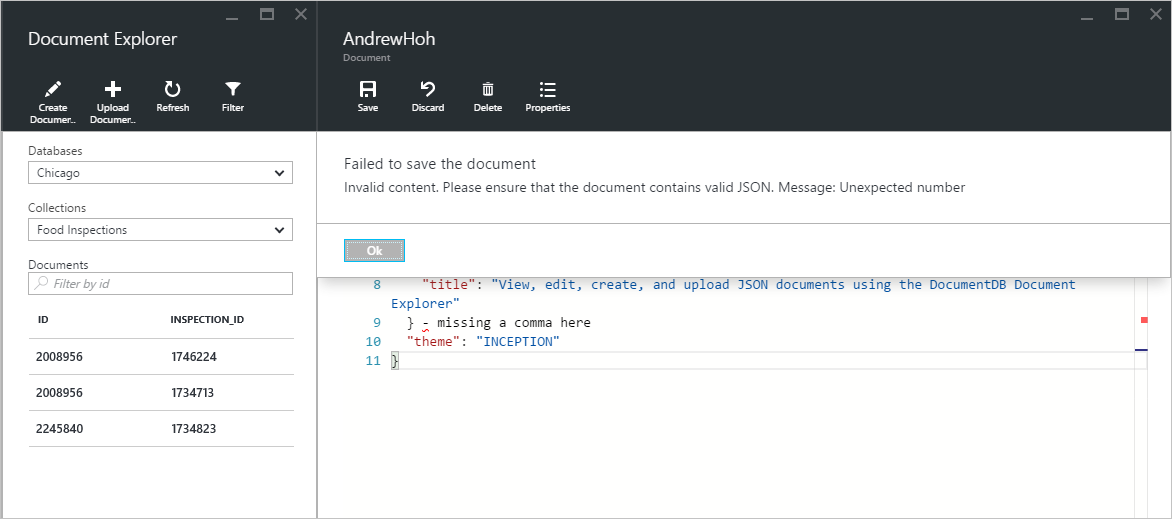 Document Explorer
Create
Documer..
Upload
Documer..
Refresh
Filter
Databases
Chicago
Collections
Food Inspections
Documents
Filter by id
ID INSPECTION_ID
2008956 1746224
2008956 1734713
2245840 1734823
AndrewHoh
Document
Save
Discard
Delete
Properties
Failed to save the document
Invalid content. Please ensure that the document contains valid JSON. Message: Unexpected number
Ok
8 "title": "View, edit, create, and upload JSON documents using the DocumentDB Document
Explorer"
9 } - missing a comma here
10 "theme": "INCEPTION"
11 }